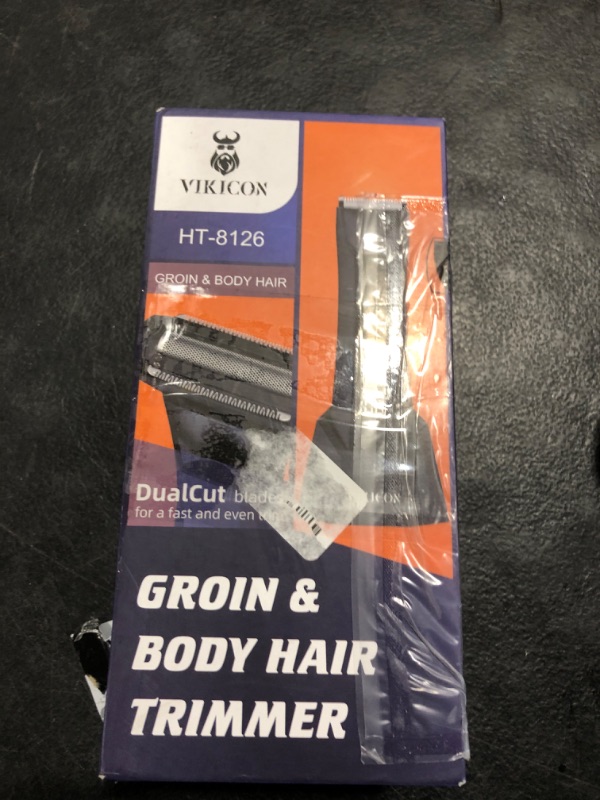 VIKICON
HT-8126
GROIN & BODY HAIR
DualCut
for a fast and even
GROIN &
BODY HAIR
TRIMMER